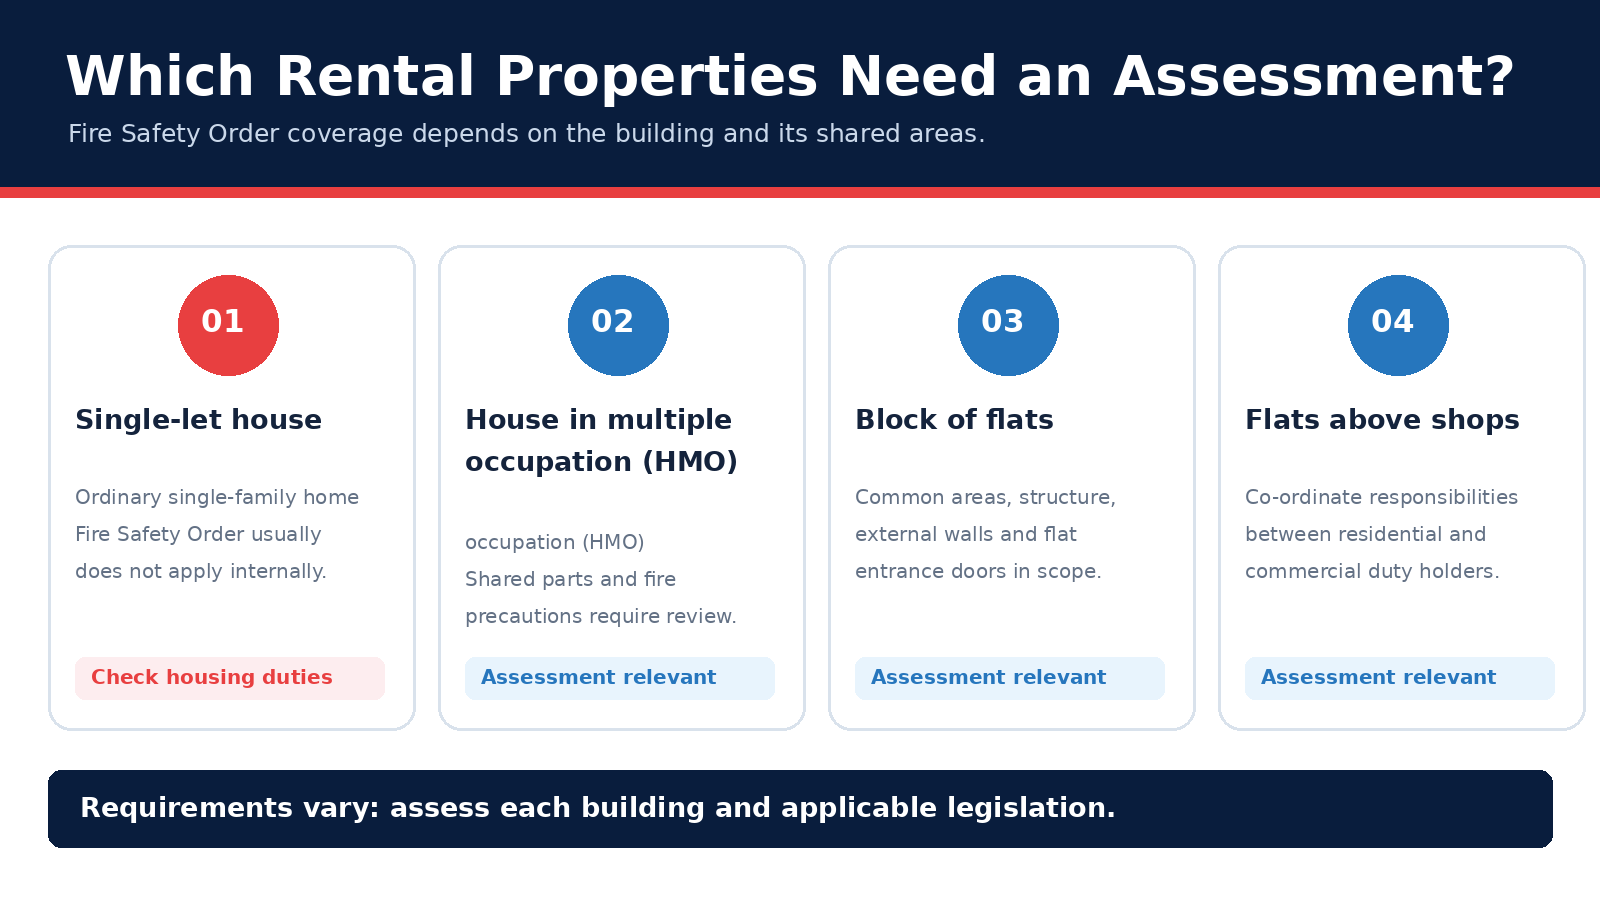 Which Rental Properties Need an Assessment?
Fire Safety Order coverage depends on the building and its shared areas.
01
Single-let house
Ordinary single-family home
Fire Safety Order usually
does not apply internally.
Check housing duties
02
House in multiple
occupation (HMO)
occupation (HMO)
Shared parts and fire
precautions require review.
Assessment relevant
03
Block of flats
Common areas, structure,
external walls and flat
entrance doors in scope.
Assessment relevant
04
Flats above shops
Co-ordinate responsibilities
between residential and
commercial duty holders.
Assessment relevant
Requirements vary: assess each building and applicable legislation.